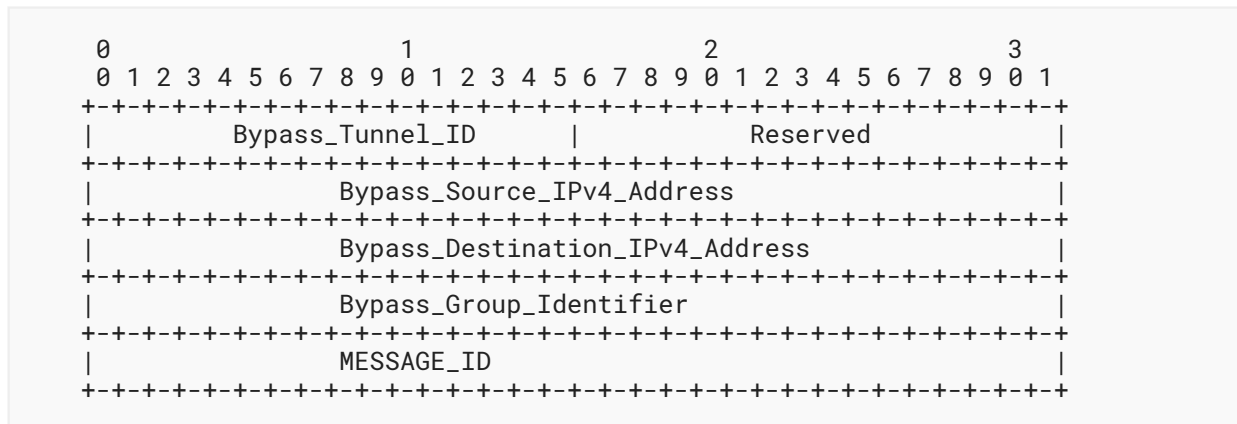 0                   1                   2                   3
 0 1 2 3 4 5 6 7 8 9 0 1 2 3 4 5 6 7 8 9 0 1 2 3 4 5 6 7 8 9 0 1
+-+-+-+-+-+-+-+-+-+-+-+-+-+-+-+-+-+-+-+-+-+-+-+-+-+-+-+-+-+-+-+-+
|         Bypass_Tunnel_ID      |           Reserved            |
+-+-+-+-+-+-+-+-+-+-+-+-+-+-+-+-+-+-+-+-+-+-+-+-+-+-+-+-+-+-+-+-+
|                Bypass_Source_IPv4_Address                     |
+-+-+-+-+-+-+-+-+-+-+-+-+-+-+-+-+-+-+-+-+-+-+-+-+-+-+-+-+-+-+-+-+
|                Bypass_Destination_IPv4_Address                |
+-+-+-+-+-+-+-+-+-+-+-+-+-+-+-+-+-+-+-+-+-+-+-+-+-+-+-+-+-+-+-+-+
|                Bypass_Group_Identifier                        |
+-+-+-+-+-+-+-+-+-+-+-+-+-+-+-+-+-+-+-+-+-+-+-+-+-+-+-+-+-+-+-+-+
|                MESSAGE_ID                                     |
+-+-+-+-+-+-+-+-+-+-+-+-+-+-+-+-+-+-+-+-+-+-+-+-+-+-+-+-+-+-+-+-+